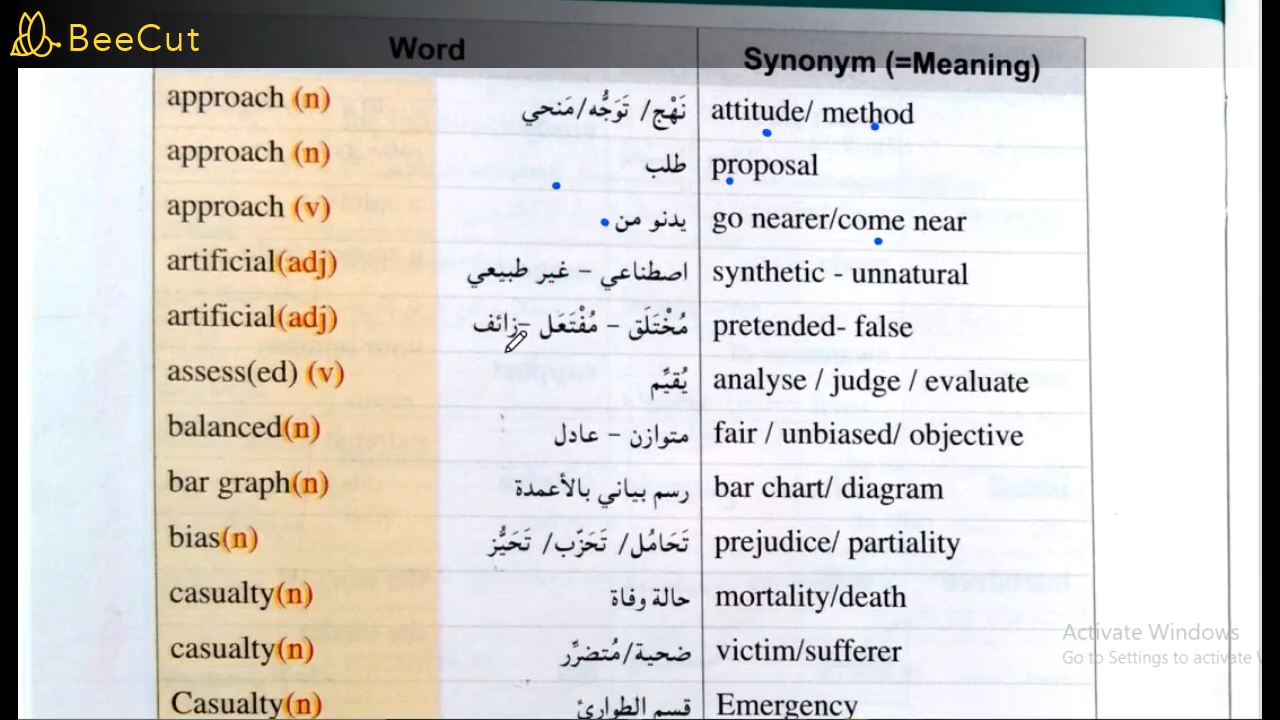 BeeCut
Word Synonym (=Meaning)
approach (n) نَهْج/ تَوَجُّه/مَنحي attitude/ method
approach (n) طلب proposal
approach (v) يدنو من go nearer/come near
artificial(adj) اصطناعي – غير طبيعي synthetic - unnatural
artificial(adj) مُخْتَلَق – مُفْتَعَل –زائف pretended- false
assess(ed) (v) يُقيِّم analyse / judge / evaluate
balanced(n) متوازن – عادل fair / unbiased/ objective
bar graph(n) رسم بياني بالأعمدة bar chart/ diagram
bias(n) تَحَامُل/ تَحَزّب/ تَحَيُّز prejudice/ partiality
casualty(n) حالة وفاة mortality/death
casualty(n) ضحية/مُتضرِّر victim/sufferer
Casualty(n) قسم الطوارئ Emergency
Activate Windows
Go to Settings to activate W